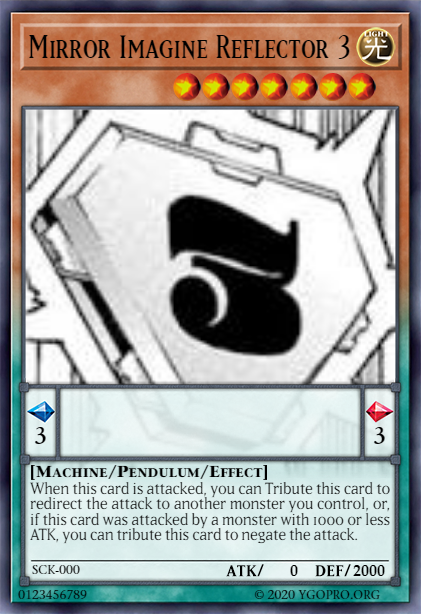 Mirror Imagine Reflector 3
LIGHT
光
3
3
[Machine/Pendulum/Effect]
When this card is attacked, you can Tribute this card to
redirect the attack to another monster you control, or,
if this card was attacked by a monster with 1000 or less
ATK, you can tribute this card to negate the attack.
SCK-000
ATK/ 0 DEF/2000
0123456789
© 2020 YGOPRO.ORG